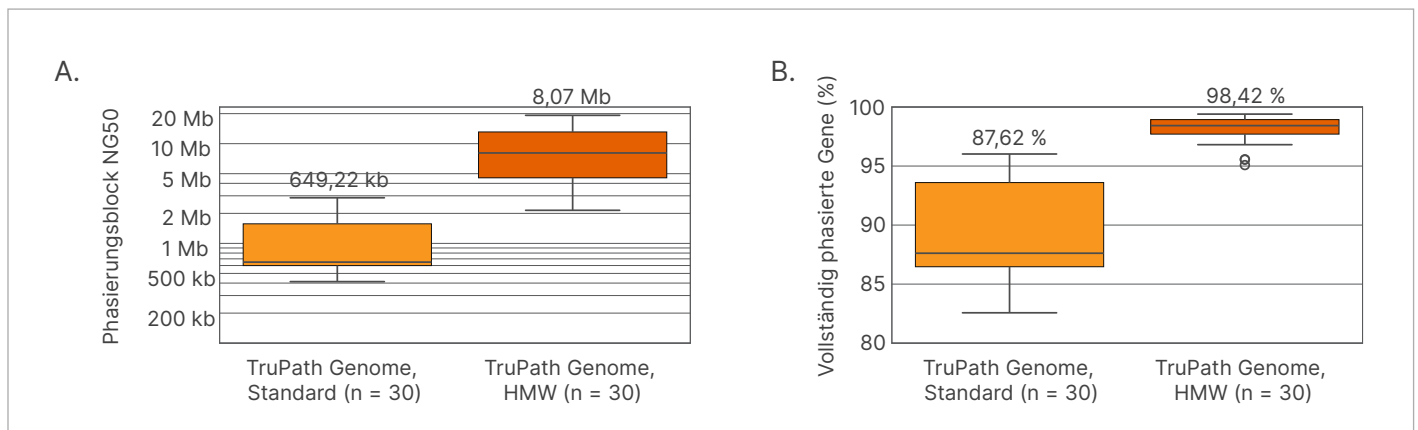 A.
Phasierungsblock NG50
20 Mb
10 Mb
5 Mb
2 Mb
1 Mb
500 kb
200 kb
649,22 kb
8,07 Mb
TruPath Genome,
Standard (n = 30)
TruPath Genome,
HMW (n = 30)
B.
Vollständig phasierte Gene (%)
100
95
90
85
80
87,62 %
98,42 %
TruPath Genome,
Standard (n = 30)
TruPath Genome,
HMW (n = 30)